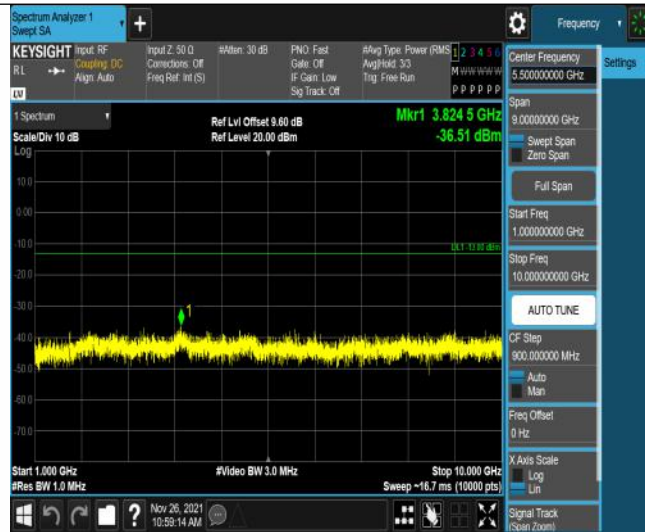 Spectrum Analyzer 1
Swept SA
Frequency
KEYSIGHT
Input: RF
Input Z: 50 Ω
#Atten: 30 dB
PNO: Fast
#Avg Type: Power (RMS
1 2 3 4 5 6
RL
Coupling: DC
Corrections: Off
Gate: Off
Avg|Hold: 3/3
M W W W W W
Align: Auto
Freq Ref: Int (S)
IF Gain: Low
Trig: Free Run
Sig Track: Off
P P P P P P
LV
1 Spectrum
Ref Lvl Offset 9.60 dB
Mkr1 3.824 5 GHz
Scale/Div 10 dB
Ref Level 20.00 dBm
-36.51 dBm
Log
10.0
0.00
-10.0
DL1 -13.00 dBm
-20.0
-30.0
1
-40.0
-50.0
-60.0
-70.0
Start 1.000 GHz
#Video BW 3.0 MHz
Stop 10.000 GHz
#Res BW 1.0 MHz
Sweep ~16.7 ms (10000 pts)
Center Frequency
5.500000000 GHz
Settings
Span
9.00000000 GHz
Swept Span
Zero Span
Full Span
Start Freq
1.000000000 GHz
Stop Freq
10.000000000 GHz
AUTO TUNE
CF Step
900.000000 MHz
Auto
Man
Freq Offset
0 Hz
X Axis Scale
Log
Lin
Signal Track
(Span Zoom)
?
Nov 26, 2021
10:59:14 AM